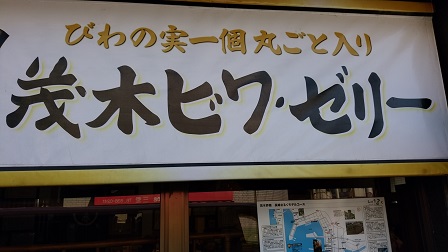 びわの実一個丸ごと入り
茂木ビワ・ゼリー